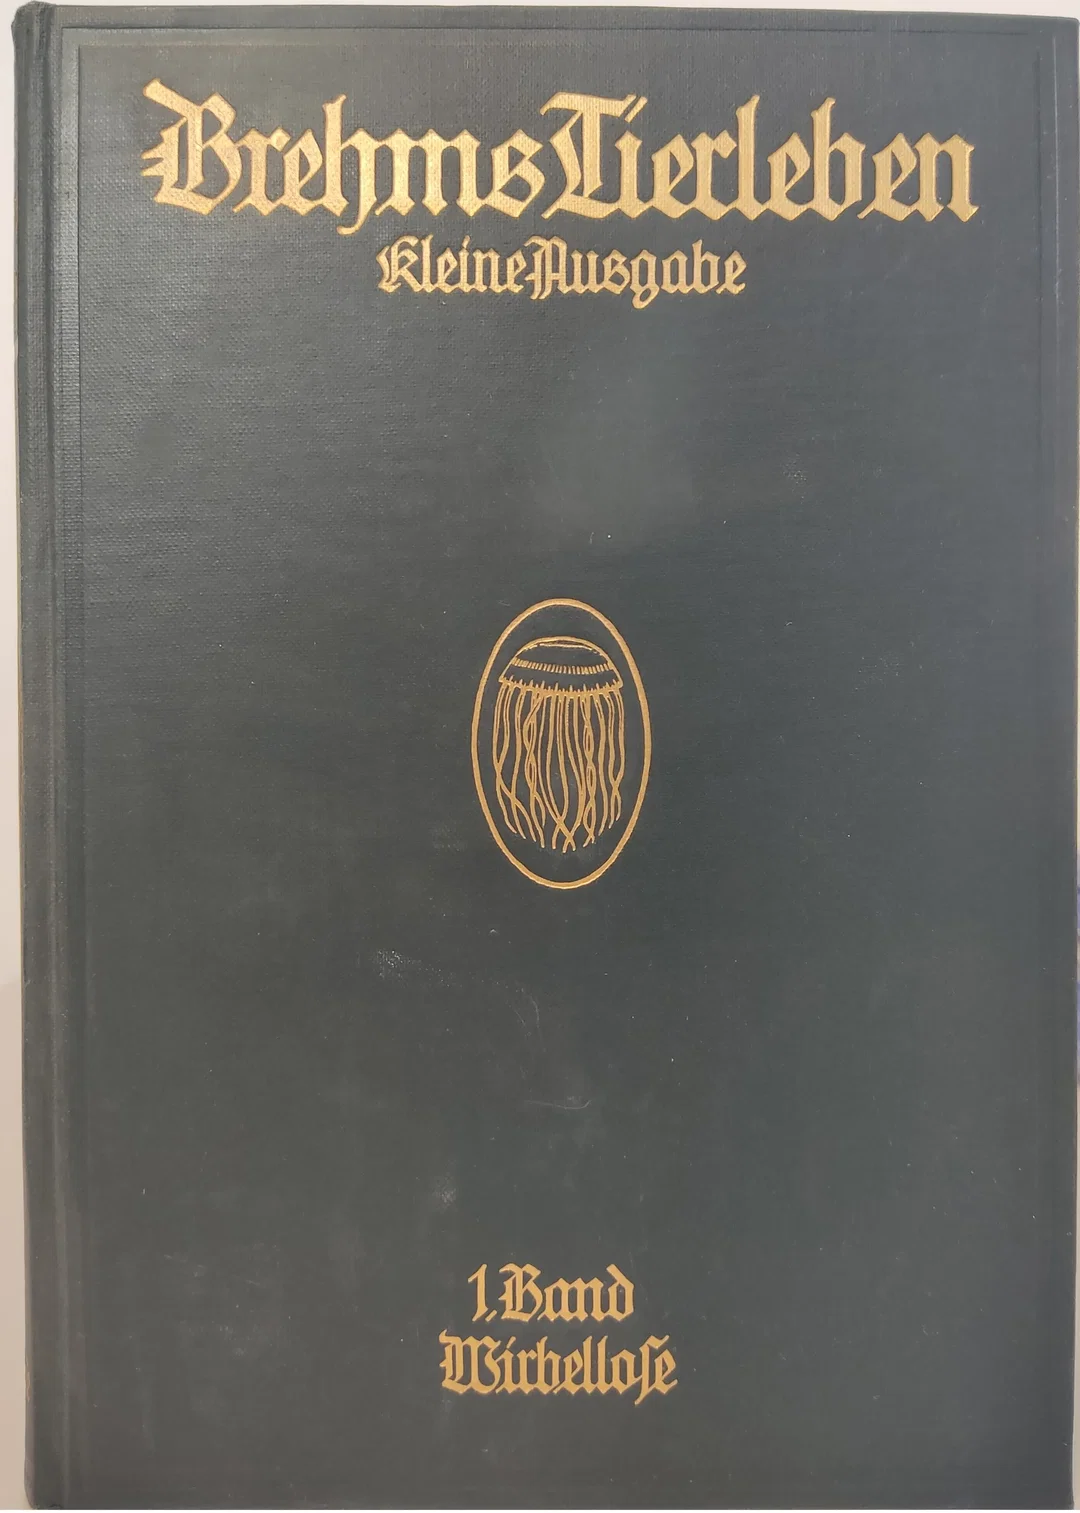 Brehms Tierleben
Kleine Ausgabe
1. Band
Wirbelloſe